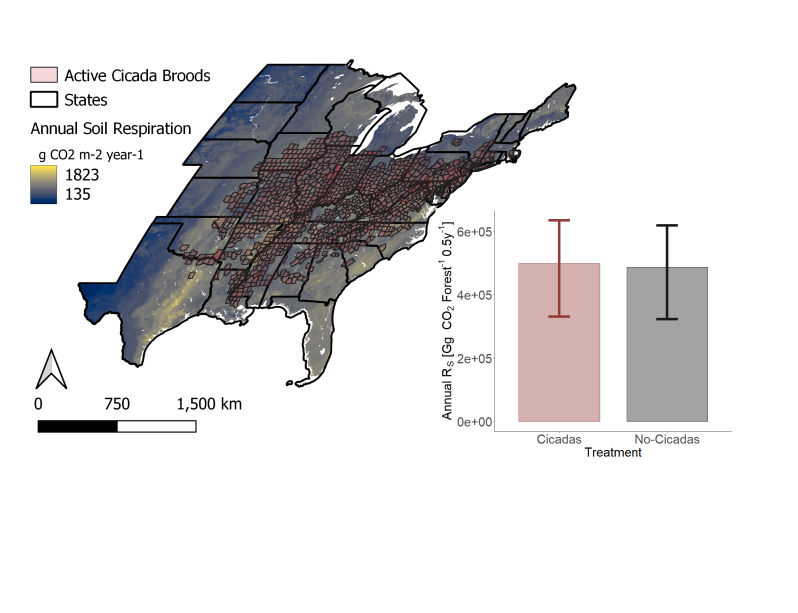 Active Cicada Broods
States
Annual Soil Respiration
g CO2 m-2 year-1
1823
135
0 750 1,500 km
Annual R_S [Gg CO_2 Forest^-1 0.5y^-1]
6e+05
4e+05
2e+05
0e+00
Cicadas No-Cicadas
Treatment